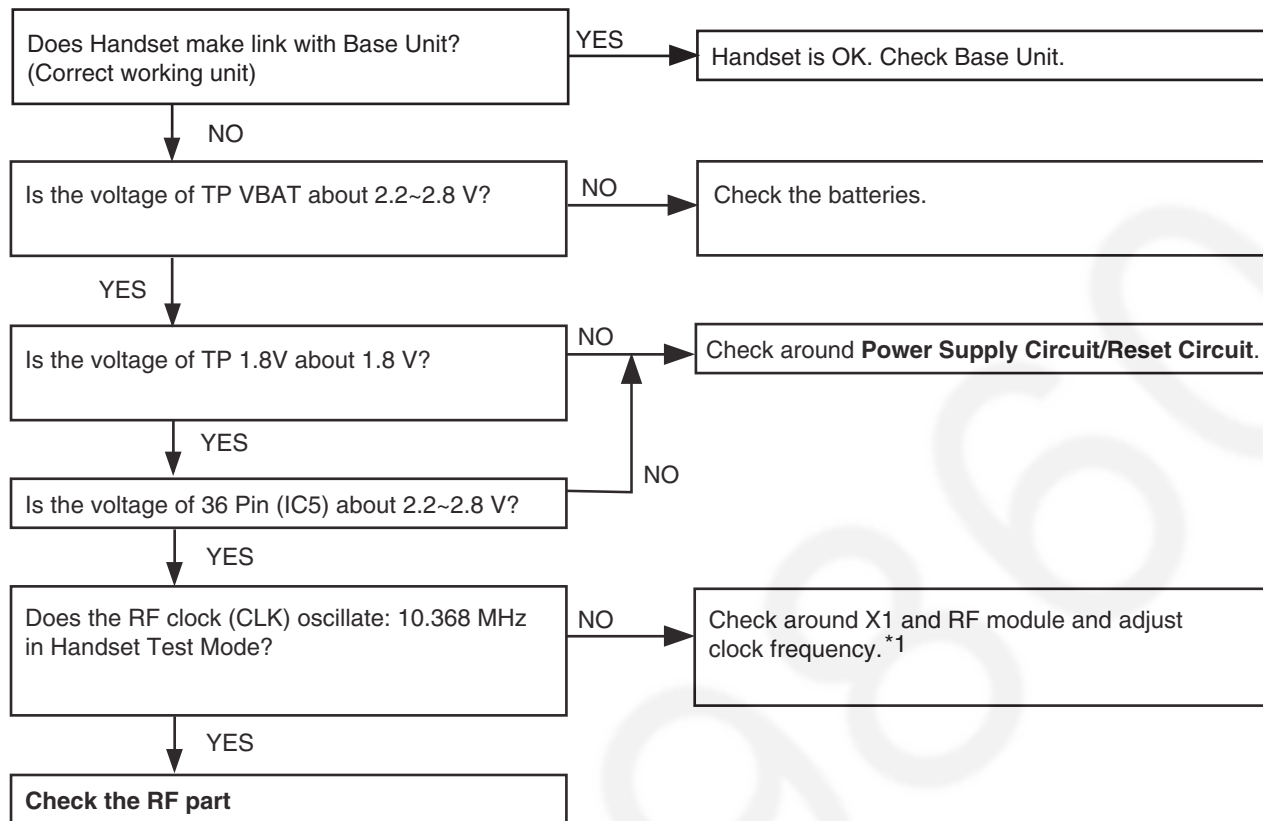 Does Handset make link with Base Unit?
(Correct working unit)
YES
Handset is OK. Check Base Unit.
NO
Is the voltage of TP VBAT about 2.2~2.8 V?
NO
Check the batteries.
YES
Is the voltage of TP 1.8V about 1.8 V?
NO
Check around Power Supply Circuit/Reset Circuit.
YES
NO
Is the voltage of 36 Pin (IC5) about 2.2~2.8 V?
YES
Does the RF clock (CLK) oscillate: 10.368 MHz
in Handset Test Mode?
NO
Check around X1 and RF module and adjust
clock frequency.*1
YES
Check the RF part
9860